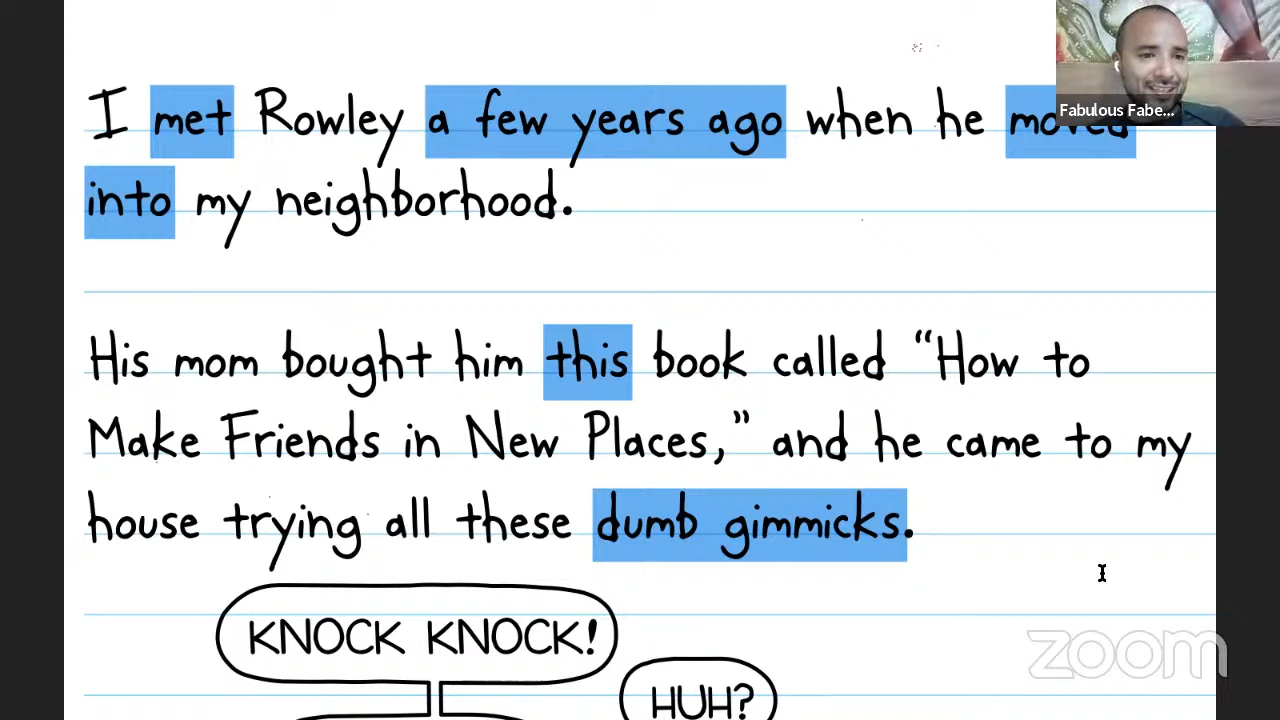 I met Rowley a few years ago when he moved
Fabulous Fabe...
into my neighborhood.
His mom bought him this book called “How to
Make Friends in New Places,” and he came to my
house trying all these dumb gimmicks.
KNOCK KNOCK!
HUH?
zoom